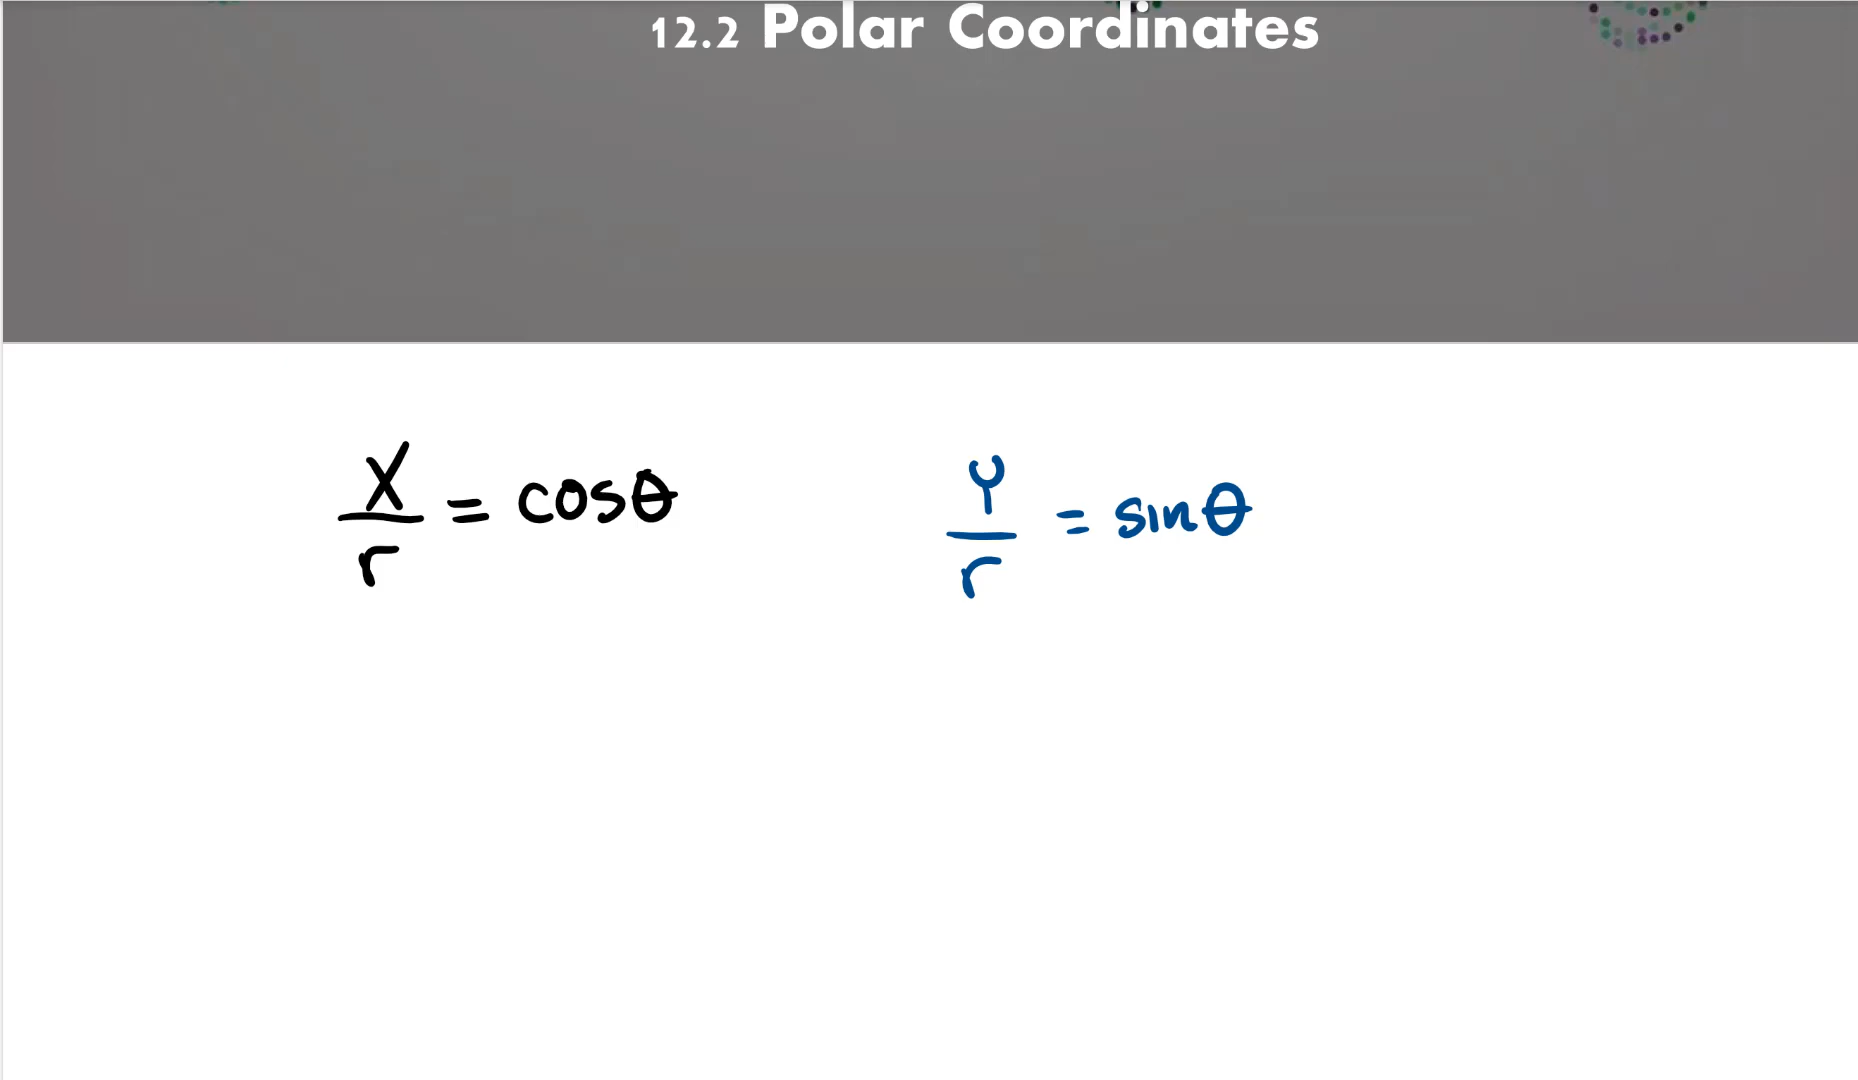 12.2 Polar Coordinates
x/r = cosθ
y/r = sinθ